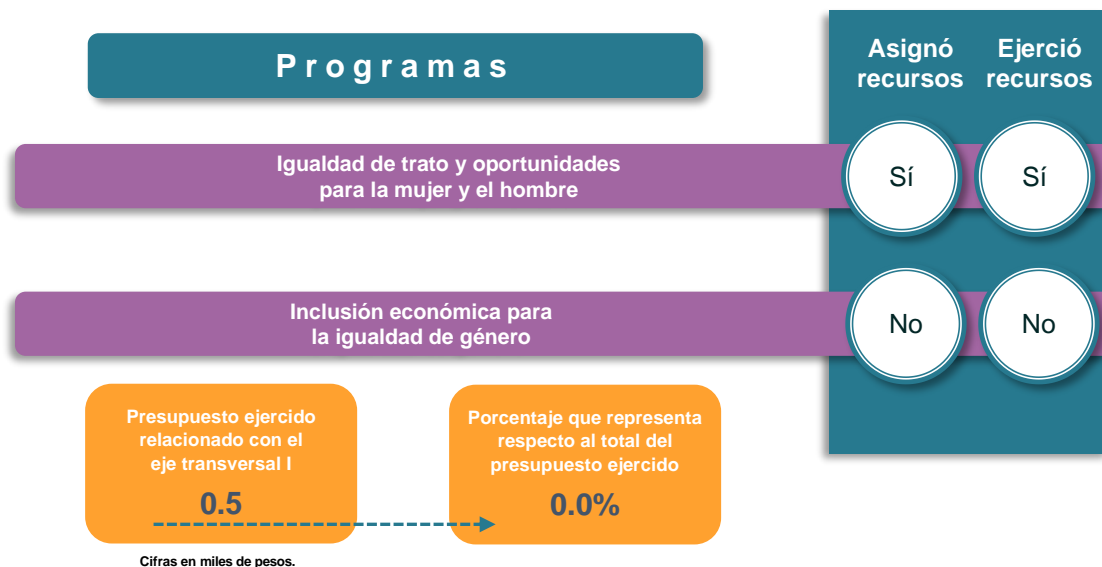 Programas
Asignó
recursos
Ejerció
recursos
Igualdad de trato y oportunidades
para la mujer y el hombre
Sí
Sí
Inclusión económica para
la igualdad de género
No
No
Presupuesto ejercido
relacionado con el
eje transversal I
0.5
Porcentaje que representa
respecto al total del
presupuesto ejercido
0.0%
Cifras en miles de pesos.